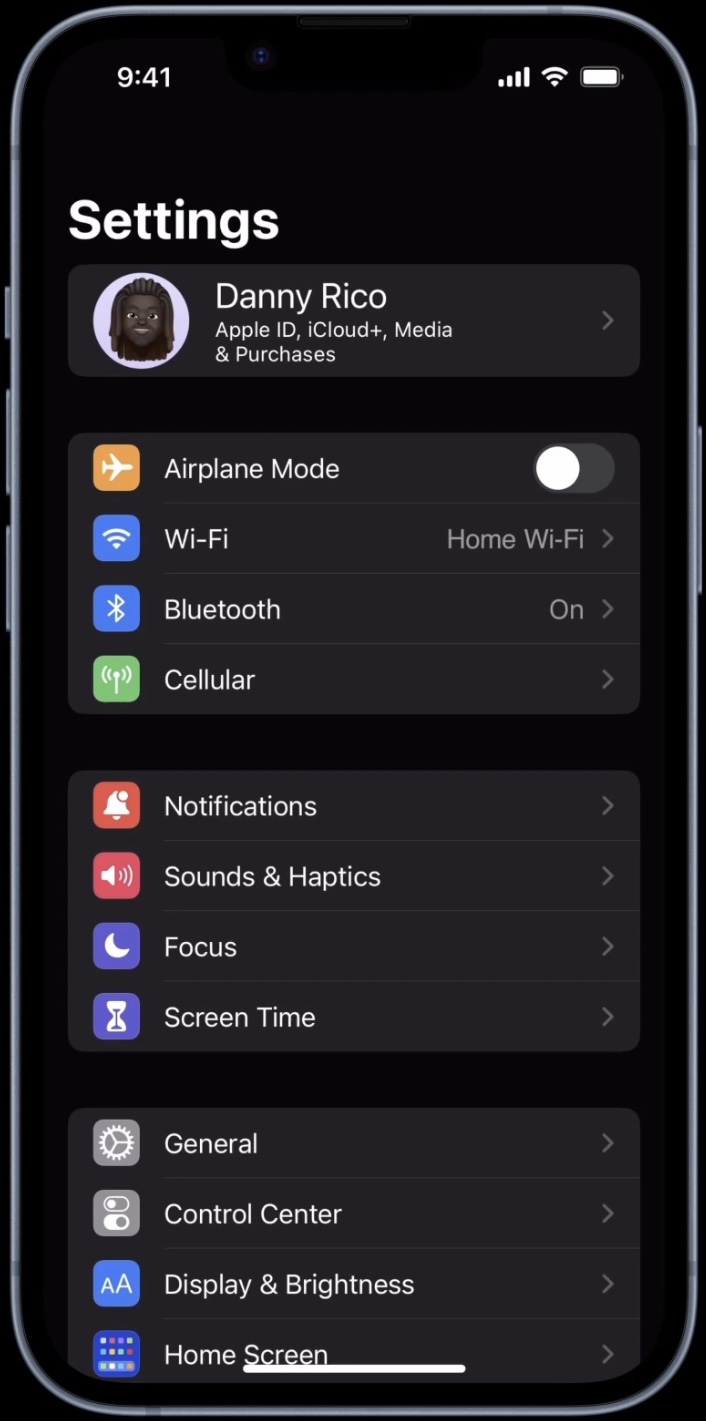 9:41
Settings
Danny Rico
Apple ID, iCloud+, Media
& Purchases
Airplane Mode
Wi-Fi Home Wi-Fi
Bluetooth On
Cellular
Notifications
Sounds & Haptics
Focus
Screen Time
General
Control Center
AA Display & Brightness
Home Screen